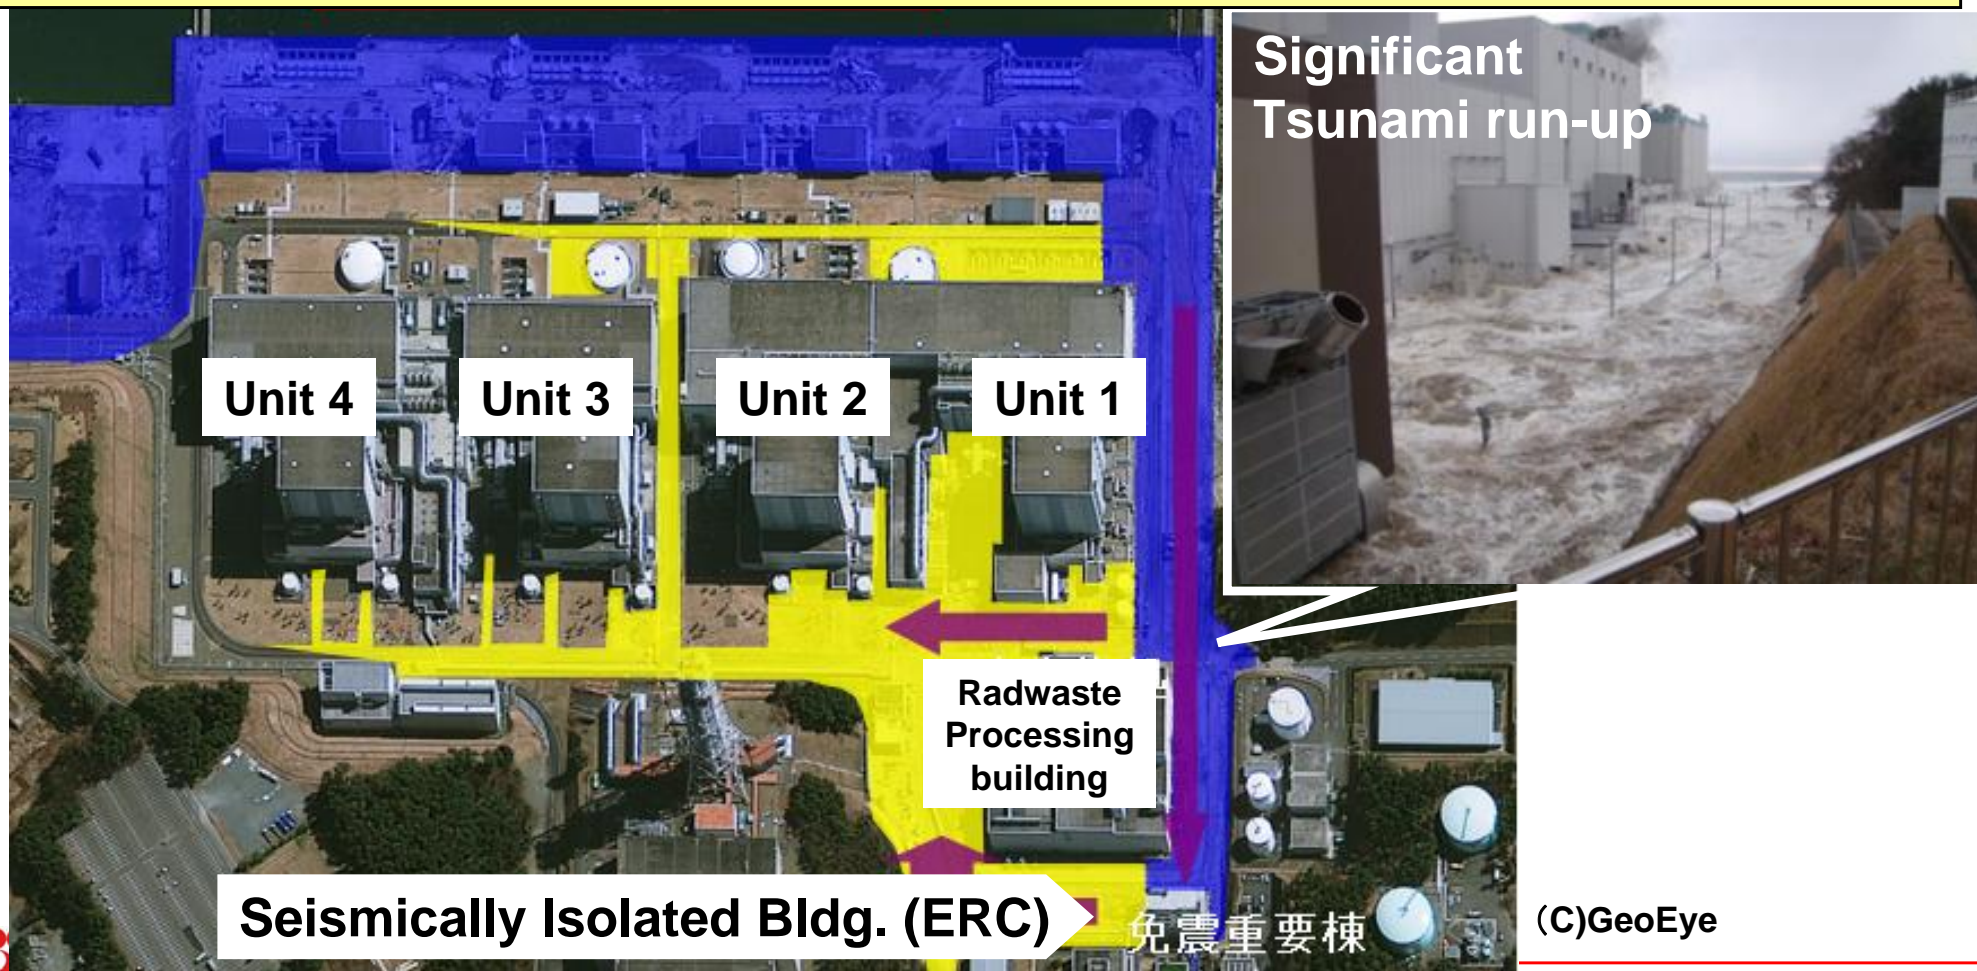 Significant
Tsunami run-up
Unit 4
Unit 3
Unit 2
Unit 1
Radwaste
Processing
building
Seismically Isolated Bldg. (ERC)
免震重要棟
(C)GeoEye